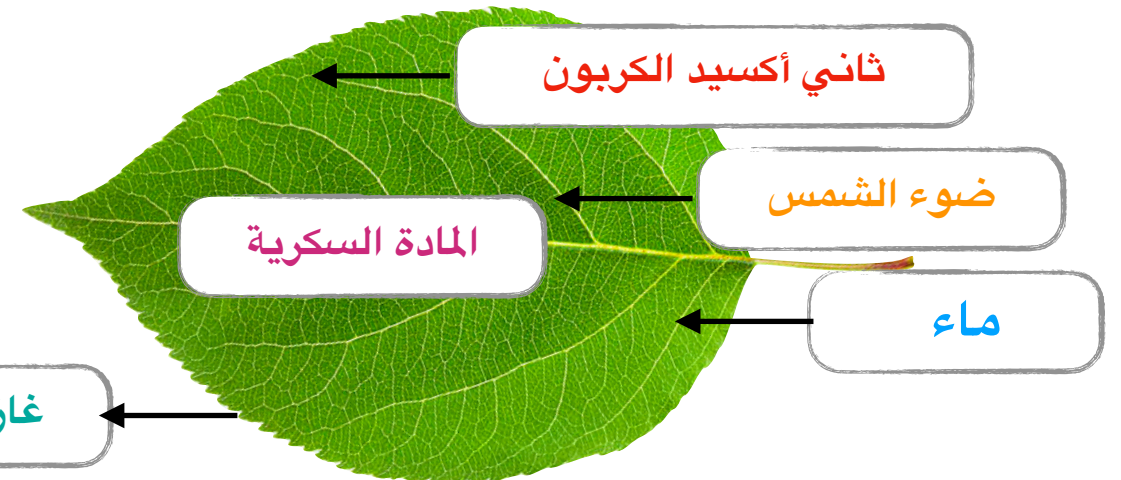 ثاني أكسيد الكربون
ضوء الشمس
المادة السكرية
ماء